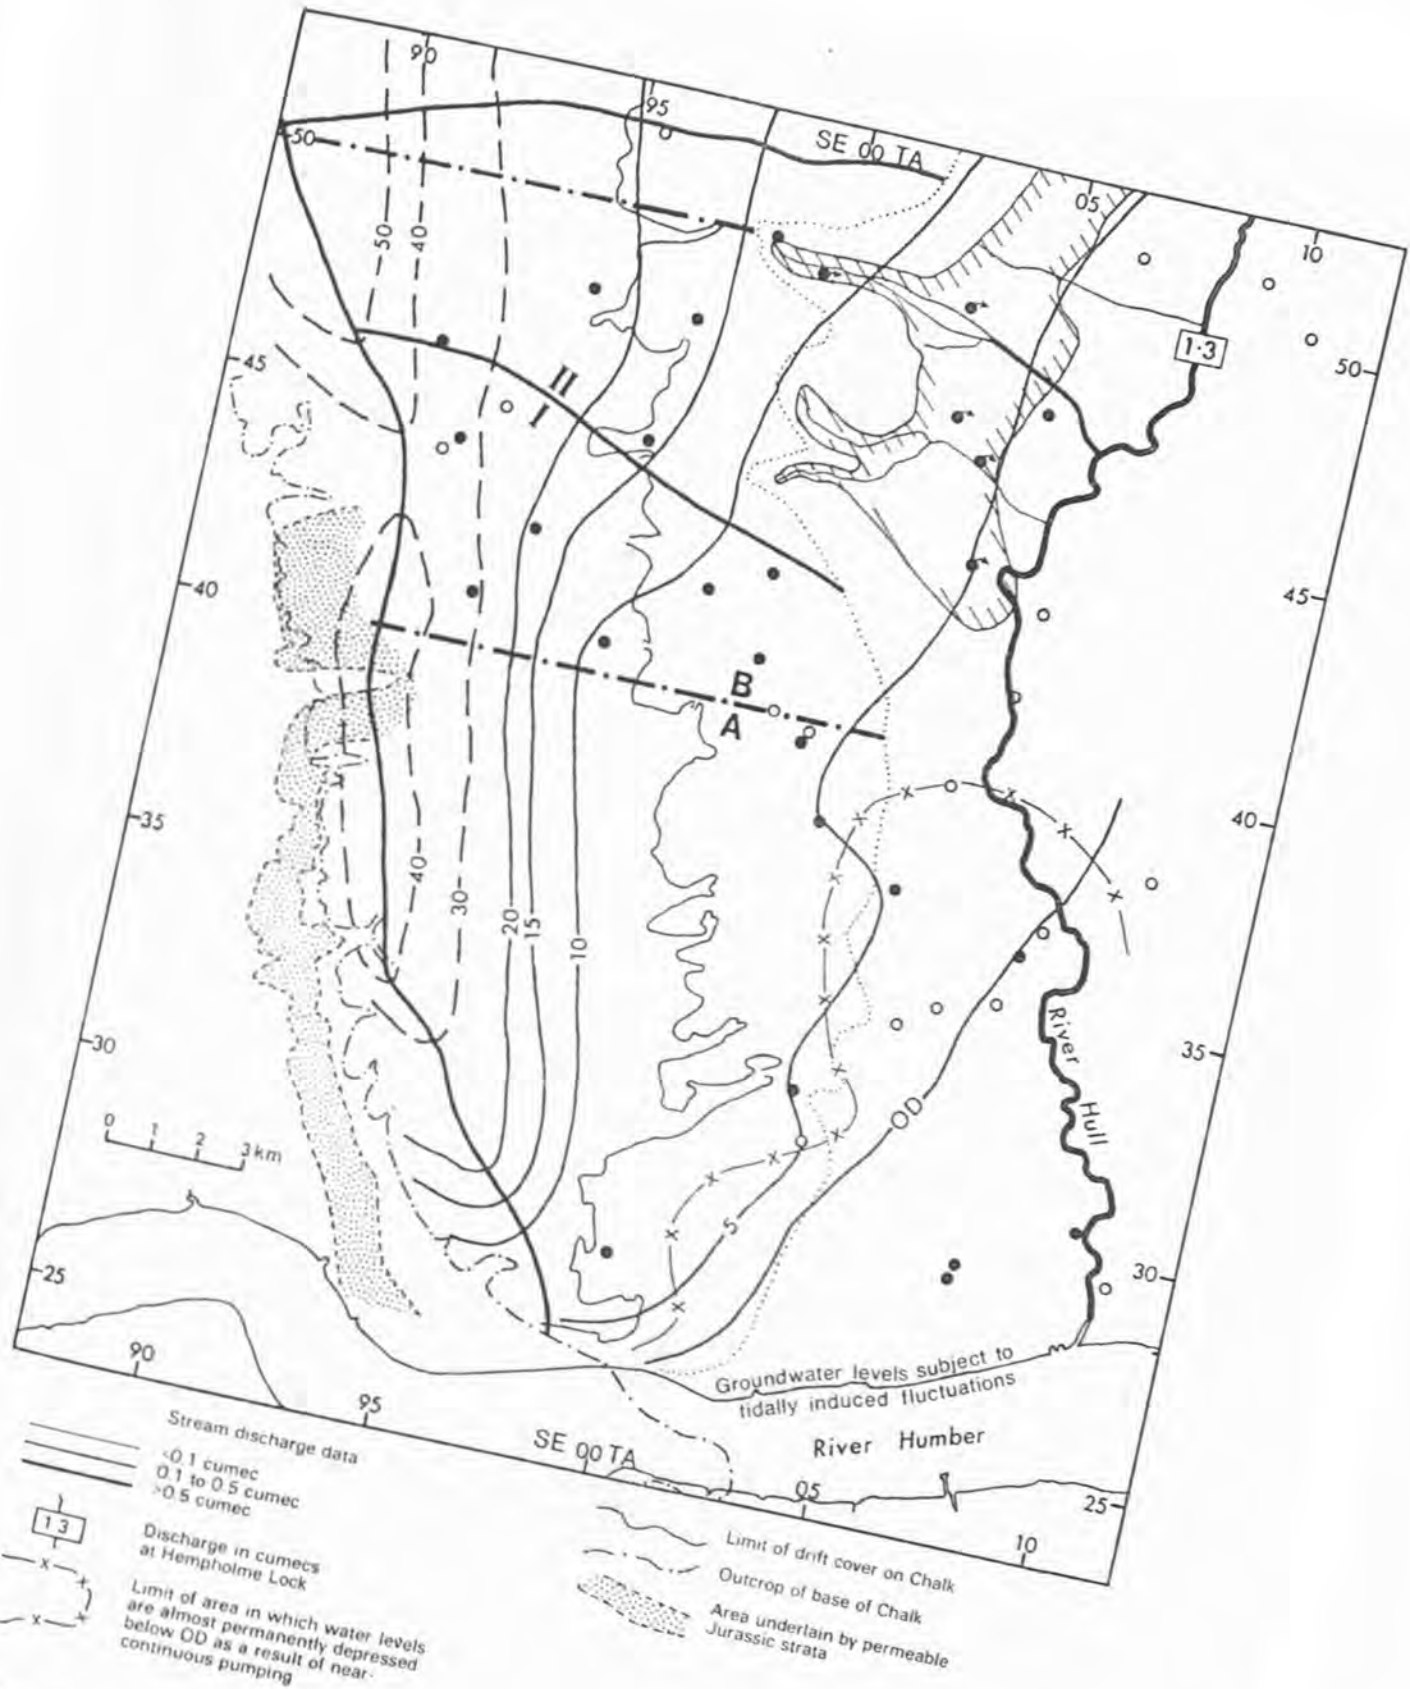 90
95
SE 00 TA
05
10
50
50
40
1·3
50
45
II
I
40
45
B
A
35
40
40
30
20
15
10
River
Hull
30
35
OD
0 1 2 3 km
5
25
30
Groundwater levels subject to
tidally induced fluctuations
90
95
SE 00 TA
River Humber
05
25
10
Stream discharge data
<0.1 cumec
0.1 to 0.5 cumec
>0.5 cumec
1 3
Discharge in cumecs
at Hempholme Lock
Limit of area in which water levels
are almost permanently depressed
below OD as a result of near-
continuous pumping
Limit of drift cover on Chalk
Outcrop of base of Chalk
Area underlain by permeable
Jurassic strata